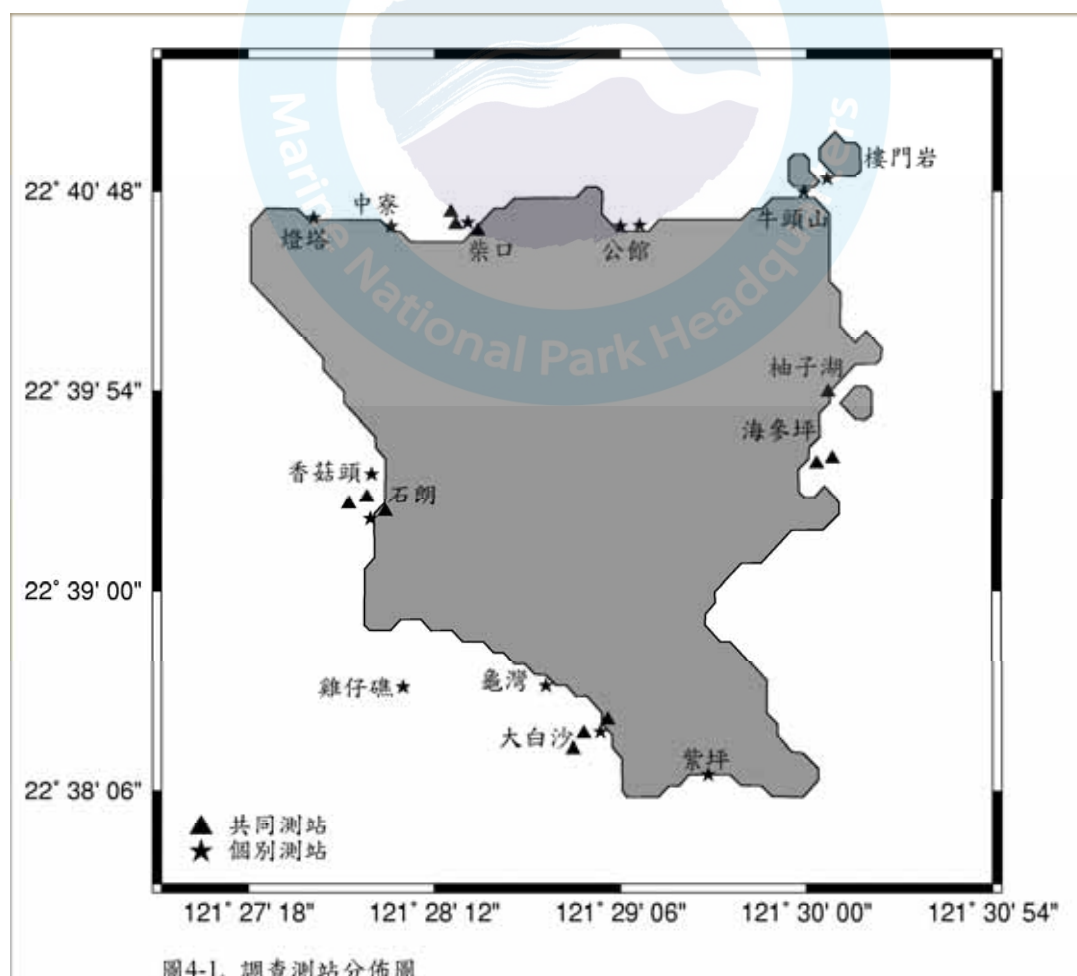 Marine National Park Headquarters
樓門岩
22° 40' 48"
中寮
牛頭山
燈塔
柴口
公館
柚子湖
22° 39' 54"
海參坪
香菇頭
石朗
22° 39' 00"
雞仔礁
龜灣
大白沙
紫坪
22° 38' 06"
共同測站
個別測站
121° 27' 18" 121° 28' 12" 121° 29' 06" 121° 30' 00" 121° 30' 54"
圖4-1. 調查測站分佈圖